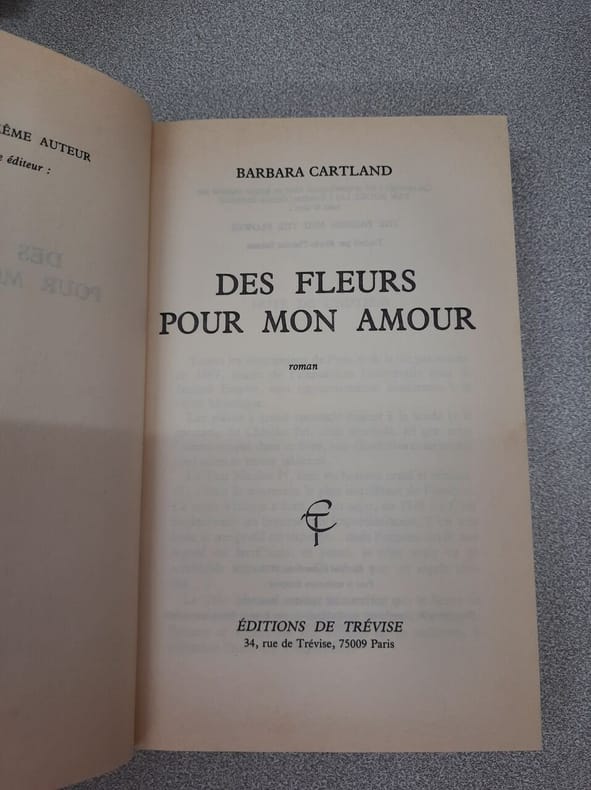 ÊME AUTEUR
e éditeur :
BARBARA CARTLAND
DES FLEURS
POUR MON AMOUR
roman
ÉDITIONS DE TRÉVISE
34, rue de Trévise, 75009 Paris